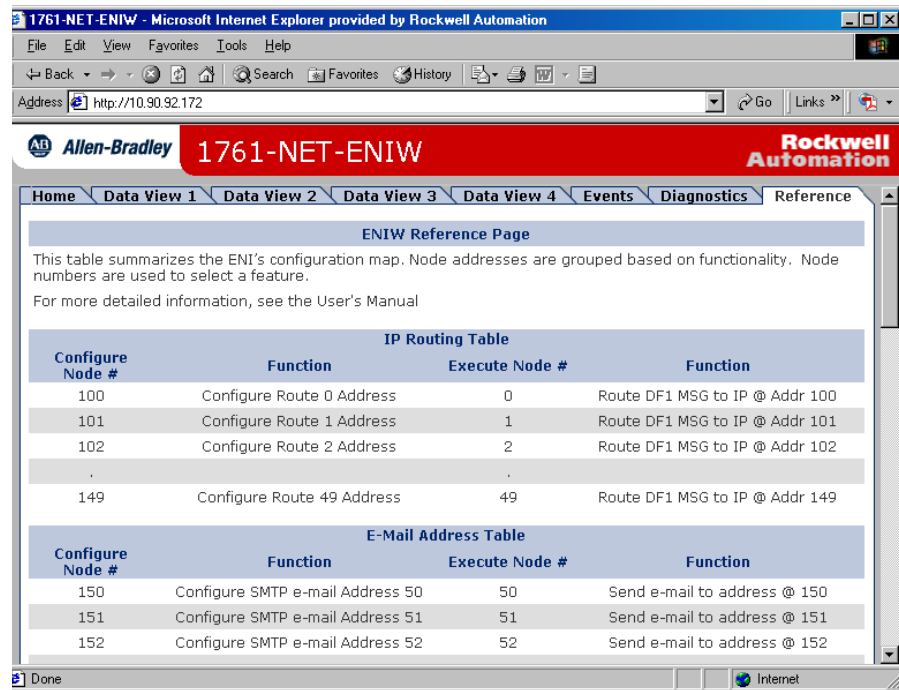 1761-NET-ENIW - Microsoft Internet Explorer provided by Rockwell Automation
File Edit View Favorites Tools Help
Back Search Favorites History
Address http://10.90.92.172 Go Links »
AB Allen-Bradley 1761-NET-ENIW Rockwell Automation
Home Data View 1 Data View 2 Data View 3 Data View 4 Events Diagnostics Reference
ENIW Reference Page
This table summarizes the ENI's configuration map. Node addresses are grouped based on functionality. Node
numbers are used to select a feature.
For more detailed information, see the User's Manual
IP Routing Table
Configure Node # Function Execute Node # Function
100 Configure Route 0 Address 0 Route DF1 MSG to IP @ Addr 100
101 Configure Route 1 Address 1 Route DF1 MSG to IP @ Addr 101
102 Configure Route 2 Address 2 Route DF1 MSG to IP @ Addr 102
. .
149 Configure Route 49 Address 49 Route DF1 MSG to IP @ Addr 149
E-Mail Address Table
Configure Node # Function Execute Node # Function
150 Configure SMTP e-mail Address 50 50 Send e-mail to address @ 150
151 Configure SMTP e-mail Address 51 51 Send e-mail to address @ 151
152 Configure SMTP e-mail Address 52 52 Send e-mail to address @ 152
Done Internet